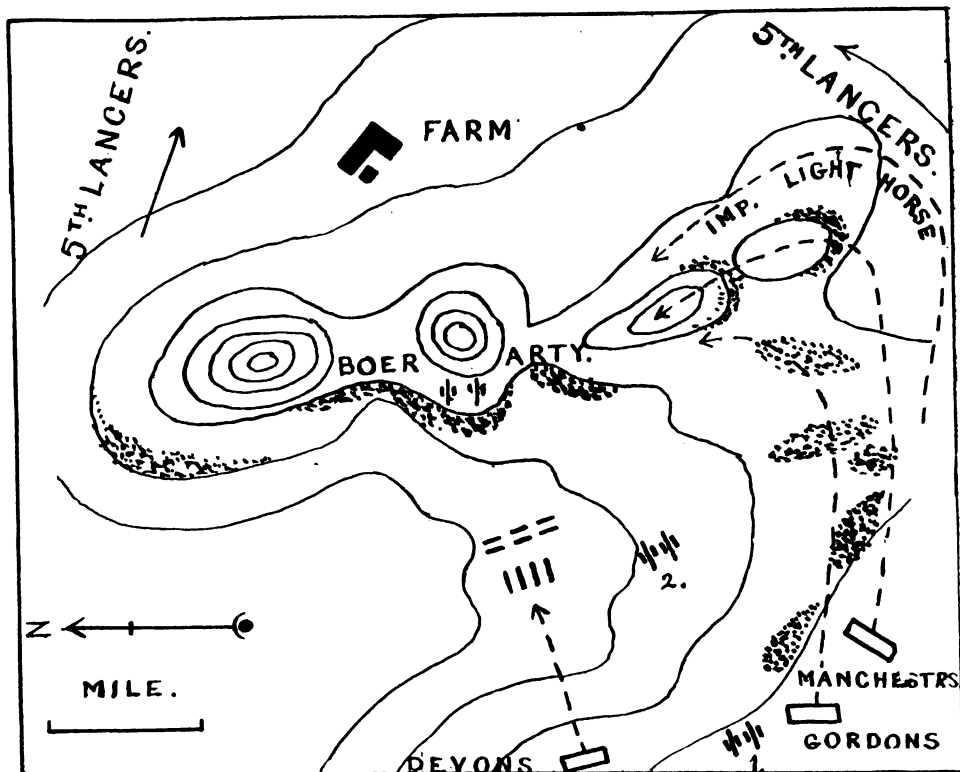 5TH LANCERS.
5TH LANCERS.
FARM
IMP. LIGHT HORSE
BOER ARTY.
2.
N
MILE.
MANCHESTRS
GORDONS
DEVONS
1.